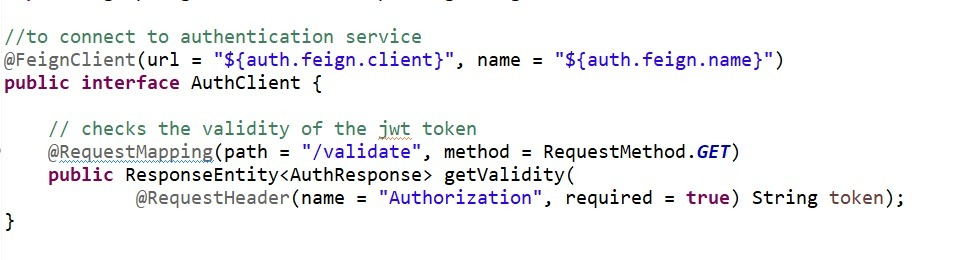 //to connect to authentication service
@FeignClient(url = "${auth.feign.client}", name = "${auth.feign.name}")
public interface AuthClient {
// checks the validity of the jwt token
@RequestMapping(path = "/validate", method = RequestMethod.GET)
public ResponseEntity<AuthResponse> getValidity(
@RequestHeader(name = "Authorization", required = true) String token);
}